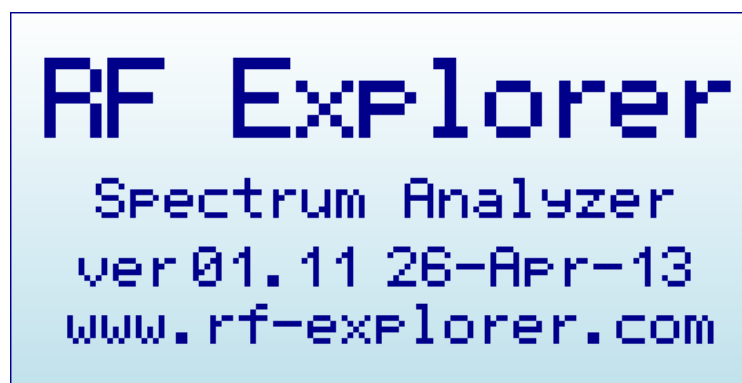 RF Explorer
Spectrum Analyzer
ver 01.11 26-Apr-13
www.rf-explorer.com